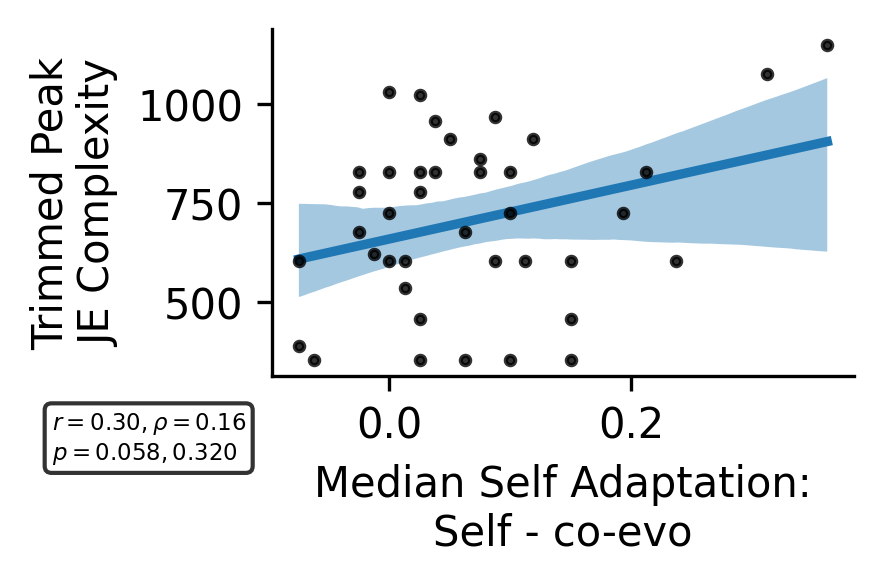 Trimmed Peak
JE Complexity
1000
750
500
0.0
0.2
r = 0.30, ρ = 0.16
p = 0.058, 0.320
Median Self Adaptation:
Self - co-evo